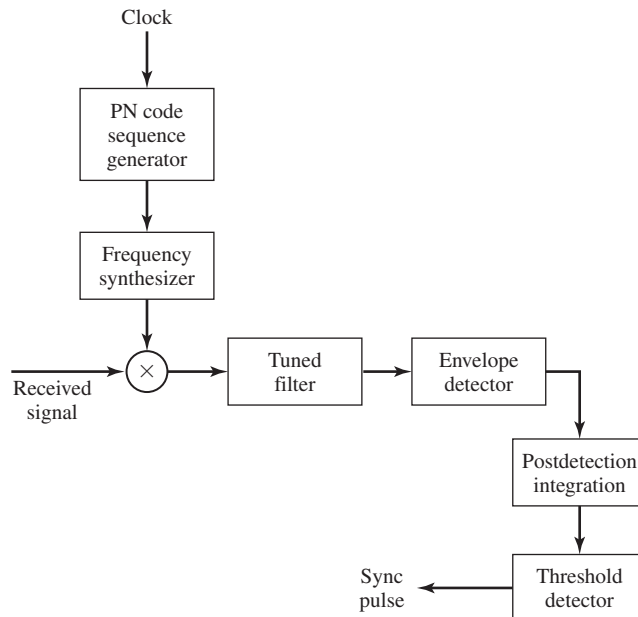 Clock
PN code
sequence
generator
Frequency
synthesizer
×
Received
signal
Tuned
filter
Envelope
detector
Postdetection
integration
Threshold
detector
Sync
pulse